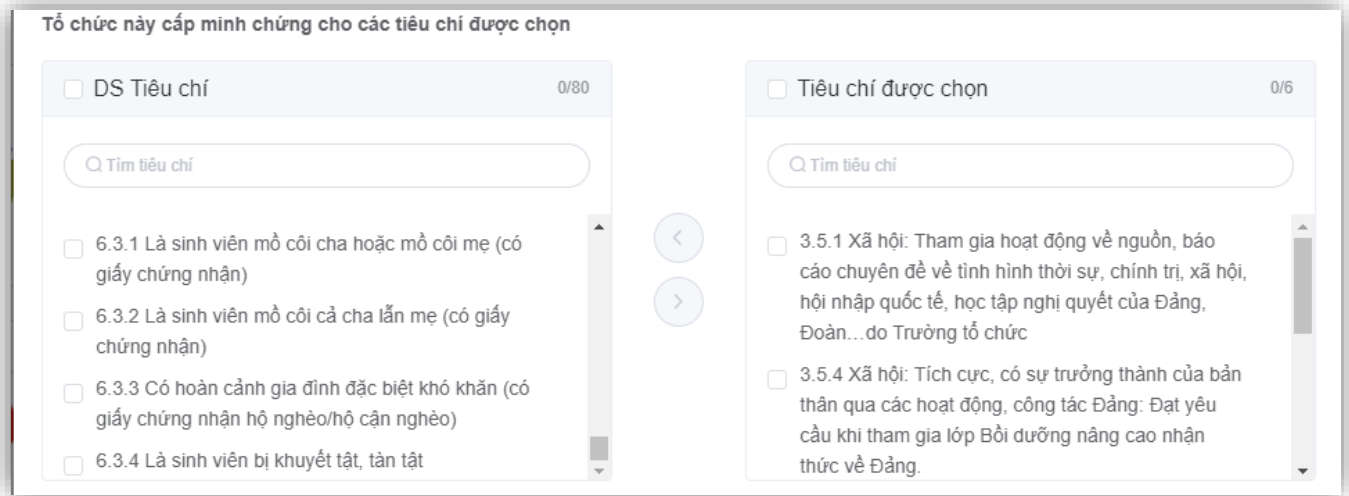 Tổ chức này cấp minh chứng cho các tiêu chí được chọn
DS Tiêu chí 0/80
Tìm tiêu chí
6.3.1 Là sinh viên mồ côi cha hoặc mồ côi mẹ (có
giấy chứng nhận)
6.3.2 Là sinh viên mồ côi cả cha lẫn mẹ (có giấy
chứng nhận)
6.3.3 Có hoàn cảnh gia đình đặc biệt khó khăn (có
giấy chứng nhận hộ nghèo/hộ cận nghèo)
6.3.4 Là sinh viên bị khuyết tật, tàn tật
Tiêu chí được chọn 0/6
Tìm tiêu chí
3.5.1 Xã hội: Tham gia hoạt động về nguồn, báo
cáo chuyên đề về tình hình thời sự, chính trị, xã hội,
hội nhập quốc tế, học tập nghị quyết của Đảng,
Đoàn…do Trường tổ chức
3.5.4 Xã hội: Tích cực, có sự trưởng thành của bản
thân qua các hoạt động, công tác Đảng: Đạt yêu
cầu khi tham gia lớp Bồi dưỡng nâng cao nhận
thức về Đảng.